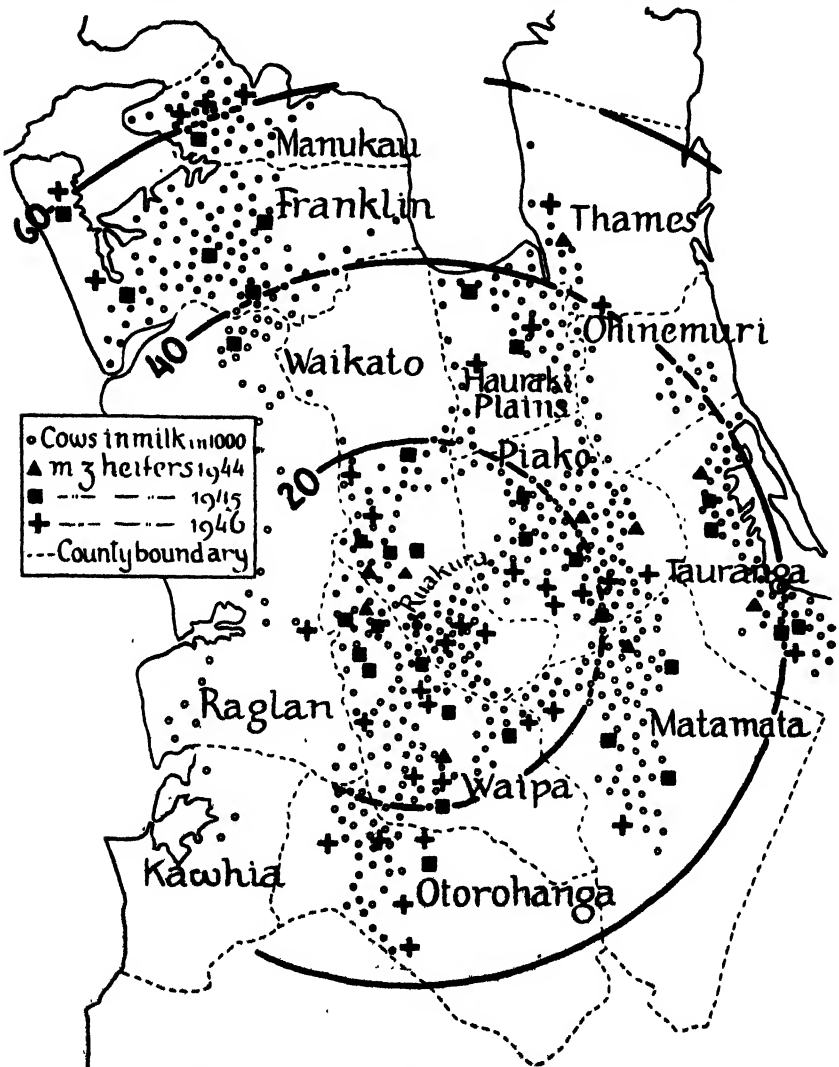 Manukau
Franklin
60
Thames
40
Ohinemuri
Waikato
Hauraki
Plains
Cows in milk in 1000
m z heifers 1944
-··- -··- 1945
-··- -··- 1946
County boundary
20
Piako
Ruakura
Tauranga
Raglan
Matamata
Waipa
Kawhia
Otorohanga